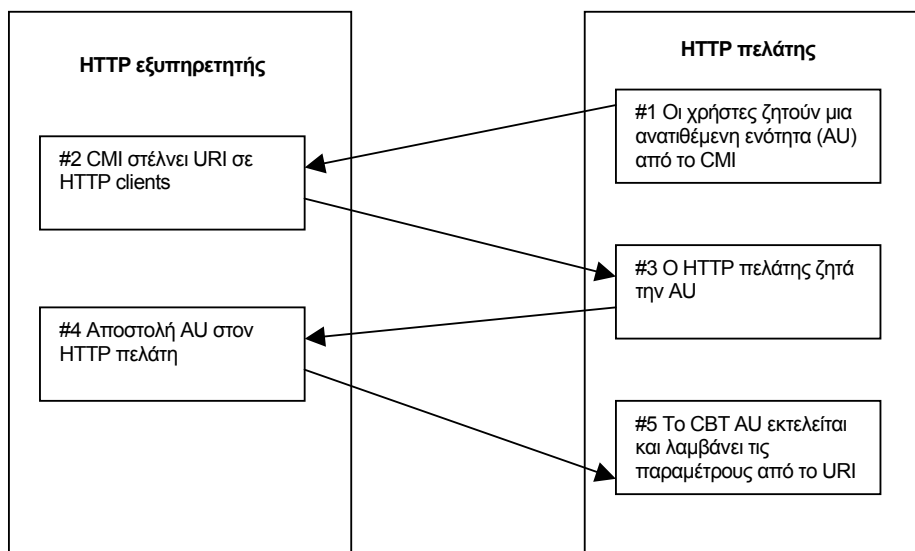 HTTP εξυπηρετητής
#2 CMI στέλνει URI σε
HTTP clients
#4 Αποστολή AU στον
HTTP πελάτη
HTTP πελάτης
#1 Οι χρήστες ζητούν μια
ανατιθέμενη ενότητα (AU)
από το CMI
#3 Ο HTTP πελάτης ζητά
την AU
#5 Το CBT AU εκτελείται
και λαμβάνει τις
παραμέτρους από το URI